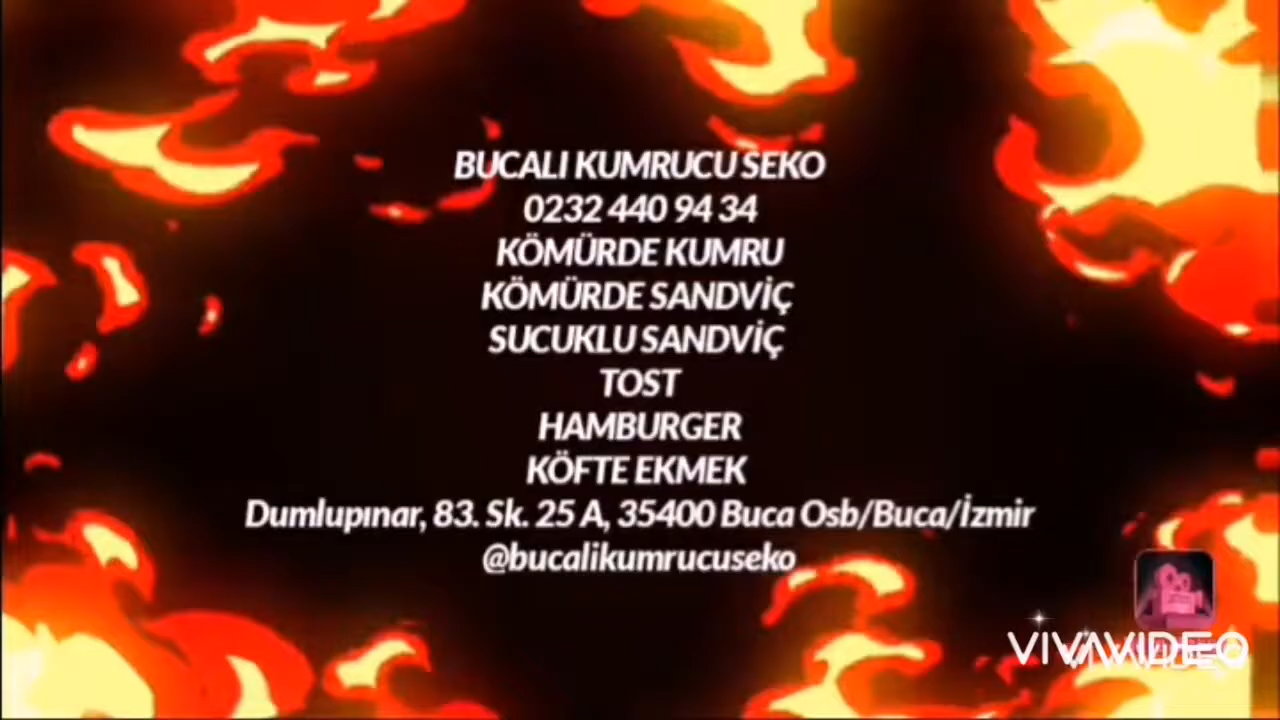 BUCALI KUMRUCU SEKO
0232 440 94 34
KÖMÜRDE KUMRU
KÖMÜRDE SANDVİÇ
SUCUKLU SANDVİÇ
TOST
HAMBURGER
KÖFTE EKMEK
Dumlupınar, 83. Sk. 25 A, 35400 Buca Osb/Buca/İzmir
@bucalikumrucuseko
VIVAVIDEO